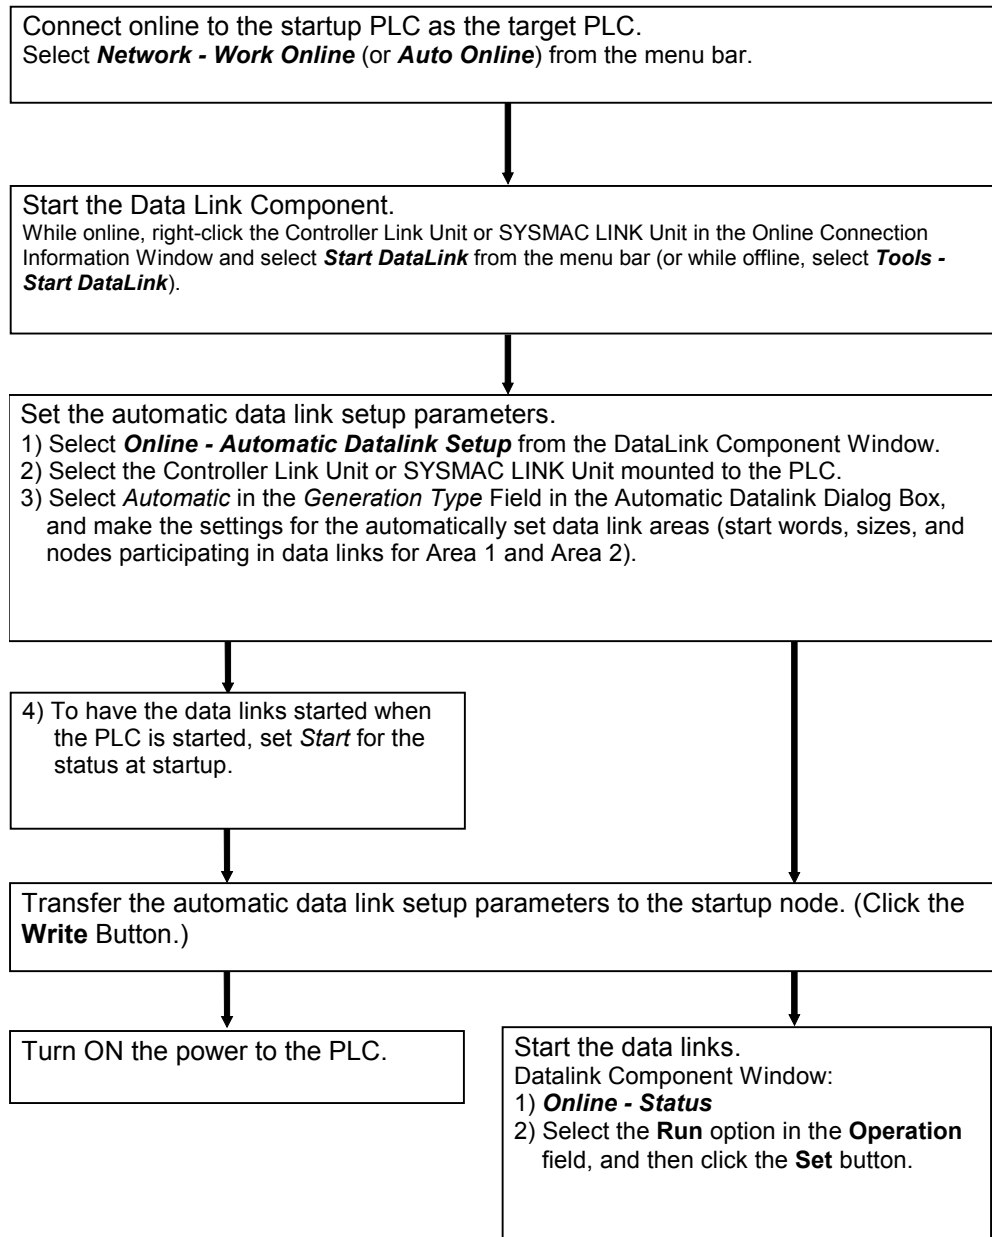 Connect online to the startup PLC as the target PLC.
Select Network - Work Online (or Auto Online) from the menu bar.
Start the Data Link Component.
While online, right-click the Controller Link Unit or SYSMAC LINK Unit in the Online Connection
Information Window and select Start DataLink from the menu bar (or while offline, select Tools -
Start DataLink).
Set the automatic data link setup parameters.
1) Select Online - Automatic Datalink Setup from the DataLink Component Window.
2) Select the Controller Link Unit or SYSMAC LINK Unit mounted to the PLC.
3) Select Automatic in the Generation Type Field in the Automatic Datalink Dialog Box,
and make the settings for the automatically set data link areas (start words, sizes, and
nodes participating in data links for Area 1 and Area 2).
4) To have the data links started when
the PLC is started, set Start for the
status at startup.
Transfer the automatic data link setup parameters to the startup node. (Click the
Write Button.)
Turn ON the power to the PLC.
Start the data links.
Datalink Component Window:
1) Online - Status
2) Select the Run option in the Operation
field, and then click the Set button.